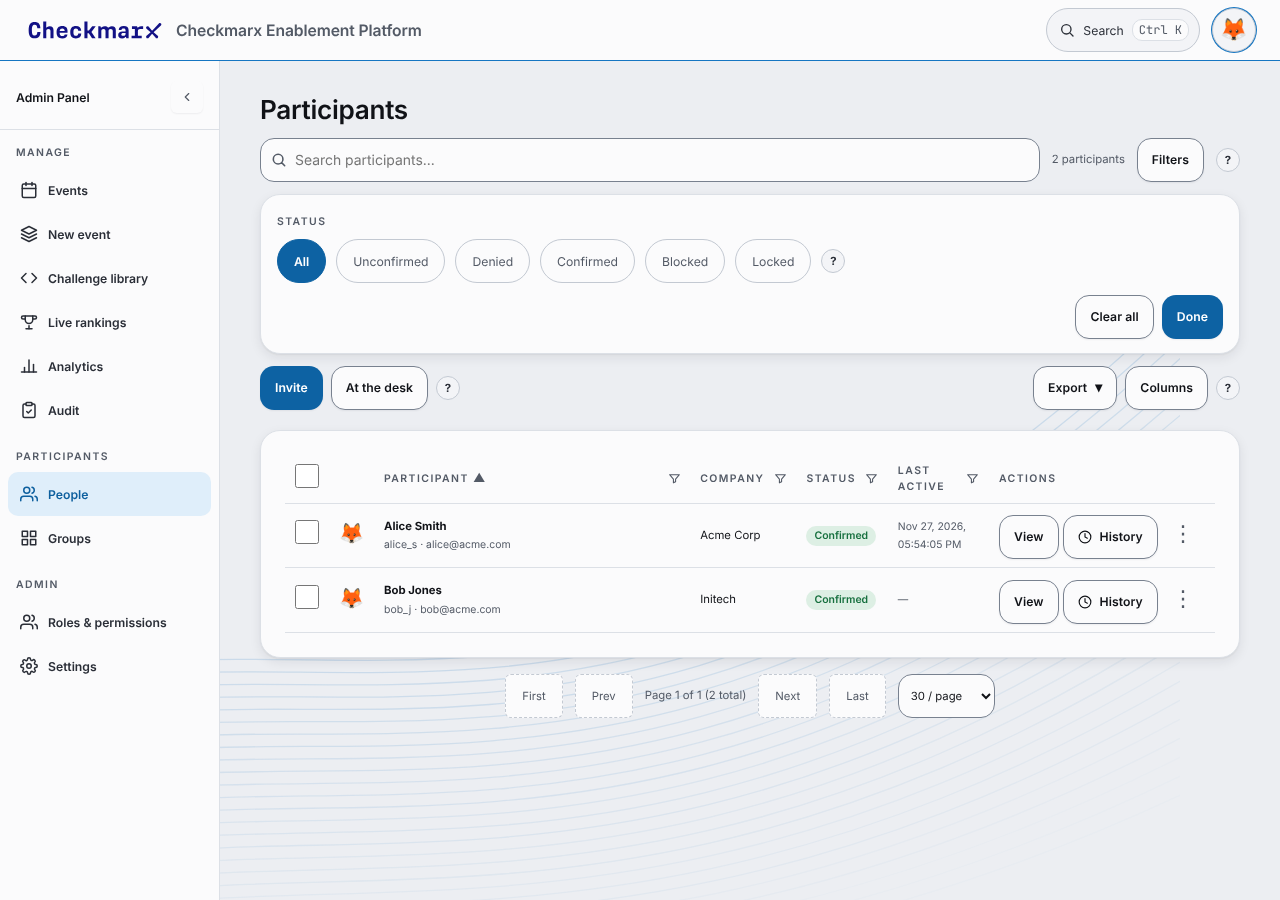 Checkmarx Checkmarx Enablement Platform Search Ctrl K
Admin Panel
MANAGE
Events
New event
Challenge library
Live rankings
Analytics
Audit
PARTICIPANTS
People
Groups
ADMIN
Roles & permissions
Settings
Participants
Search participants... 2 participants Filters ?
STATUS
All Unconfirmed Denied Confirmed Blocked Locked ?
Clear all Done
Invite At the desk ? Export ▼ Columns ?
PARTICIPANT ▲ COMPANY STATUS LAST ACTIVE ACTIONS
Alice Smith
alice_s · alice@acme.com
Acme Corp Confirmed Nov 27, 2026,
05:54:05 PM
View History ⋮
Bob Jones
bob_j · bob@acme.com
Initech Confirmed — View History ⋮
First Prev Page 1 of 1 (2 total) Next Last 30 / page